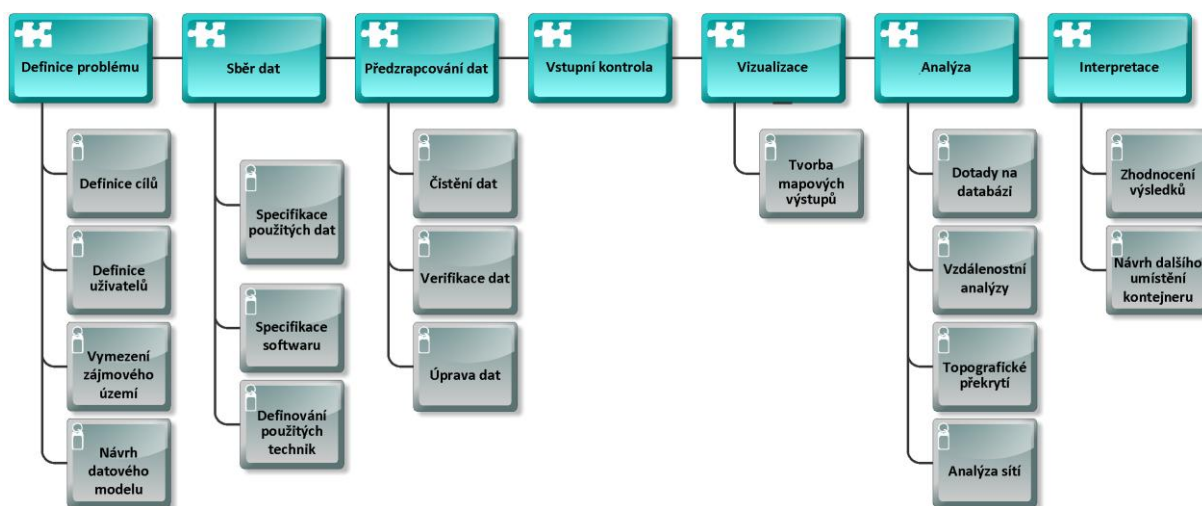 Definice problému
Sběr dat
Předzrapcování dat
Vstupní kontrola
Vizualizace
Analýza
Interpretace
Definice cílů
Definice
uživatelů
Vymezení
zájmového
území
Návrh
datového
modelu
Specifikace
použitých dat
Specifikace
softwaru
Definování
použitých
technik
Čistění dat
Verifikace dat
Úprava dat
Tvorba
mapových
výstupů
Dotady na
databázi
Vzdálenostní
analýzy
Topografické
překrytí
Analýza sítí
Zhodnocení
výsledků
Návrh dalšího
umístění
kontejneru